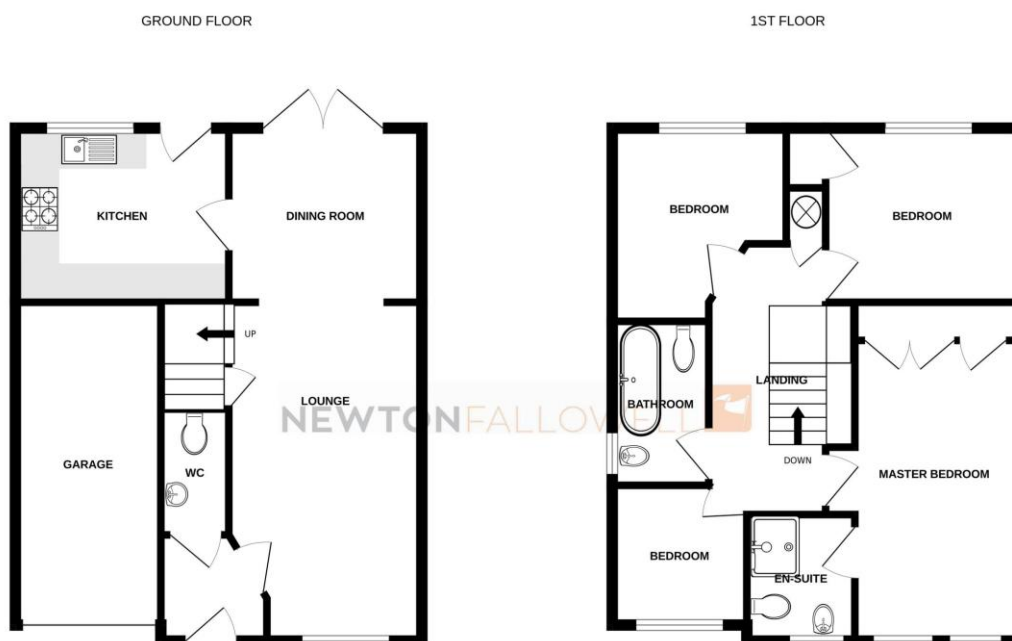 GROUND FLOOR
1ST FLOOR
KITCHEN
DINING ROOM
BEDROOM
BEDROOM
UP
LOUNGE
LANDING
BATHROOM
NEWTONFALLOWELL
GARAGE
WC
DOWN
MASTER BEDROOM
BEDROOM
EN-SUITE